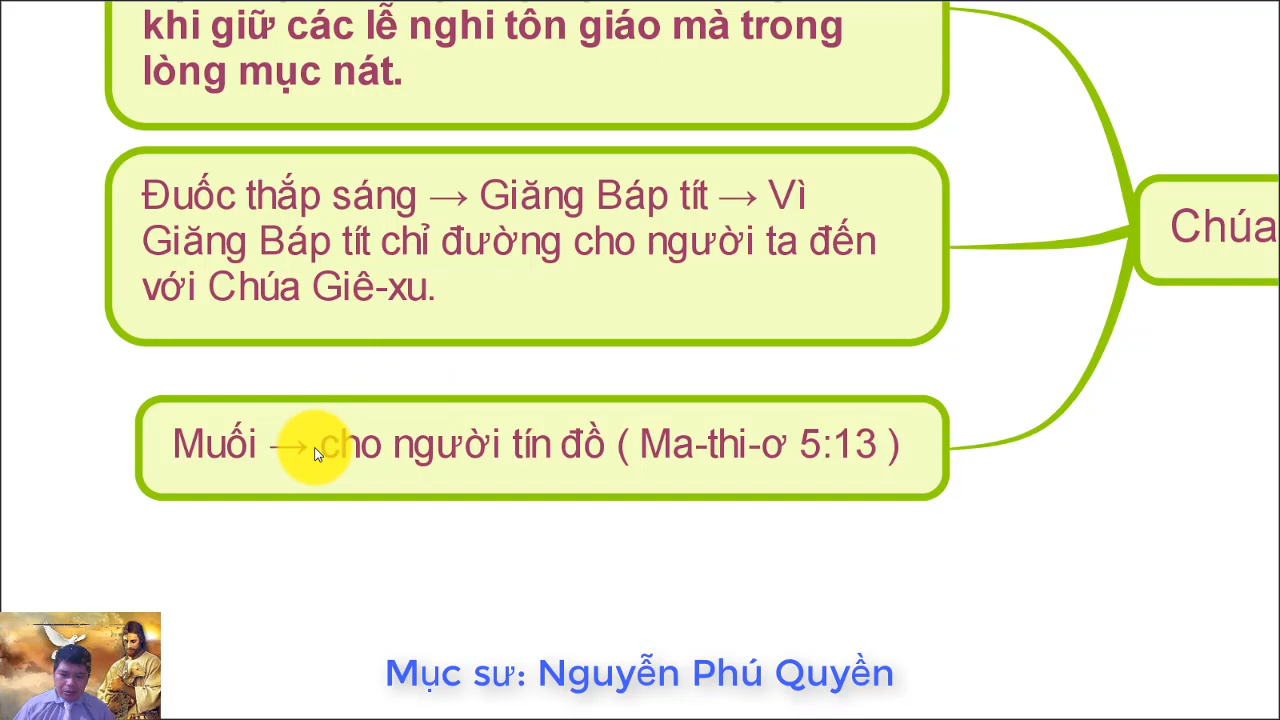 khi giữ các lễ nghi tôn giáo mà trong
lòng mục nát.
Đuốc thắp sáng → Giăng Báp tít → Vì
Giăng Báp tít chỉ đường cho người ta đến
với Chúa Giê-xu.
Chúa
Muối → cho người tín đồ ( Ma-thi-ơ 5:13 )
Mục sư: Nguyễn Phú Quyền